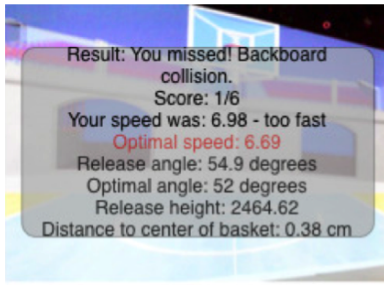 Result: You missed! Backboard
collision.
Score: 1/6
Your speed was: 6.98 - too fast
Optimal speed: 6.69
Release angle: 54.9 degrees
Optimal angle: 52 degrees
Release height: 2464.62
Distance to center of basket: 0.38 cm